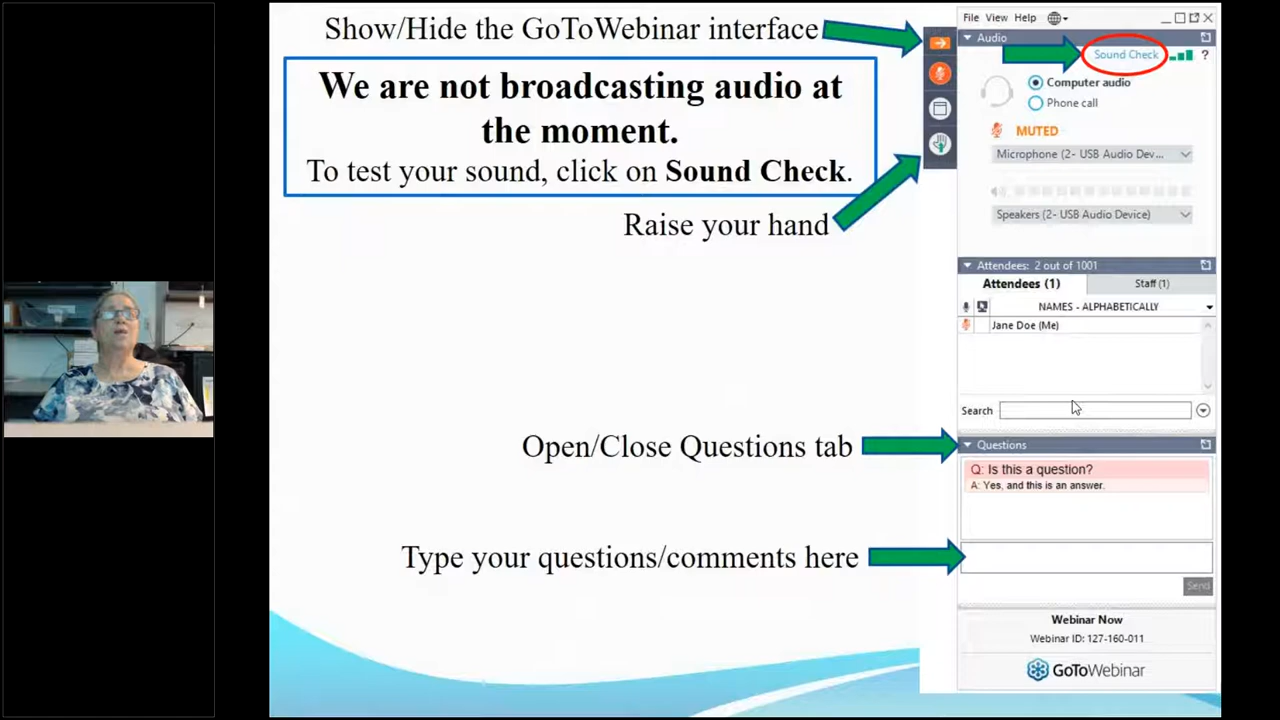 Show/Hide the GoToWebinar interface
We are not broadcasting audio at
the moment.
To test your sound, click on Sound Check.
Raise your hand
Open/Close Questions tab
Type your questions/comments here
File View Help
Audio
Sound Check ?
Computer audio
Phone call
MUTED
Microphone (2- USB Audio Dev...
Speakers (2- USB Audio Device)
Attendees: 2 out of 1001
Attendees (1) Staff (1)
NAMES - ALPHABETICALLY
Jane Doe (Me)
Search
Questions
Q: Is this a question?
A: Yes, and this is an answer.
Send
Webinar Now
Webinar ID: 127-160-011
GoToWebinar